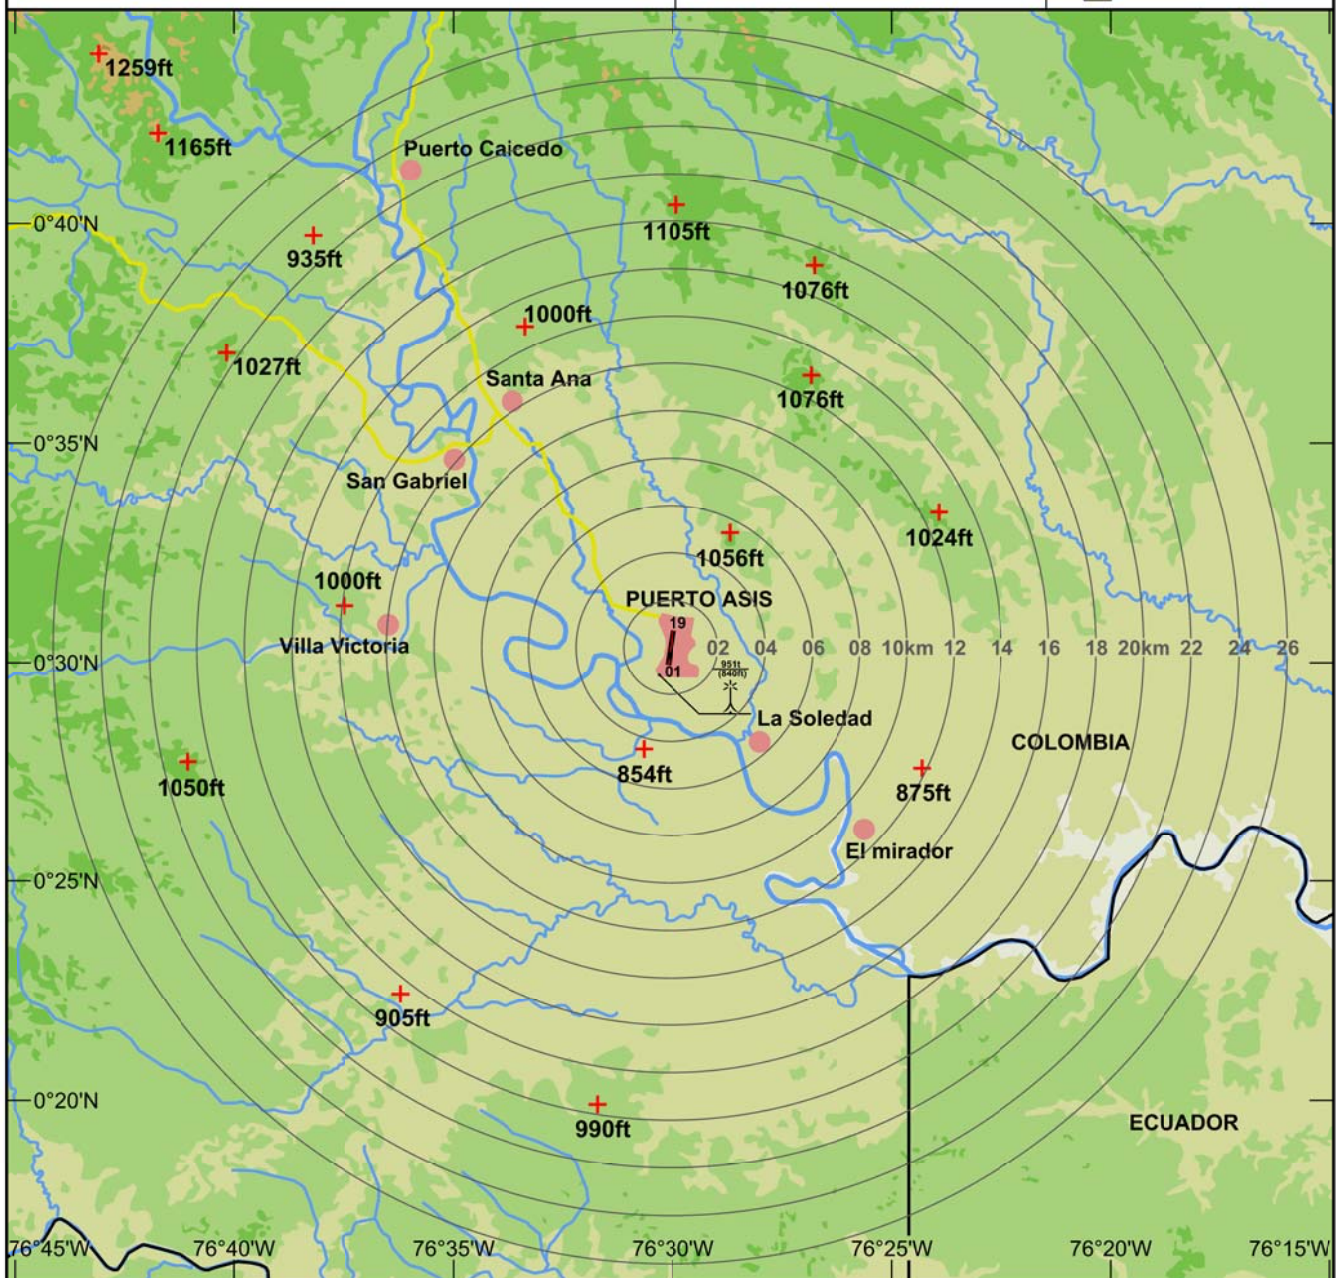 1259ft
1165ft
Puerto Caicedo
0°40'N
1105ft
935ft
1076ft
1000ft
1027ft
Santa Ana
1076ft
0°35'N
San Gabriel
1024ft
1056ft
1000ft
PUERTO ASIS
19
Villa Victoria
02 04 06 08 10km 12 14 16 18 20km 22 24 26
0°30'N
01
(840ft)
La Soledad
COLOMBIA
854ft
1050ft
875ft
El mirador
0°25'N
905ft
0°20'N
990ft
ECUADOR
76°45'W 76°40'W 76°35'W 76°30'W 76°25'W 76°20'W 76°15'W